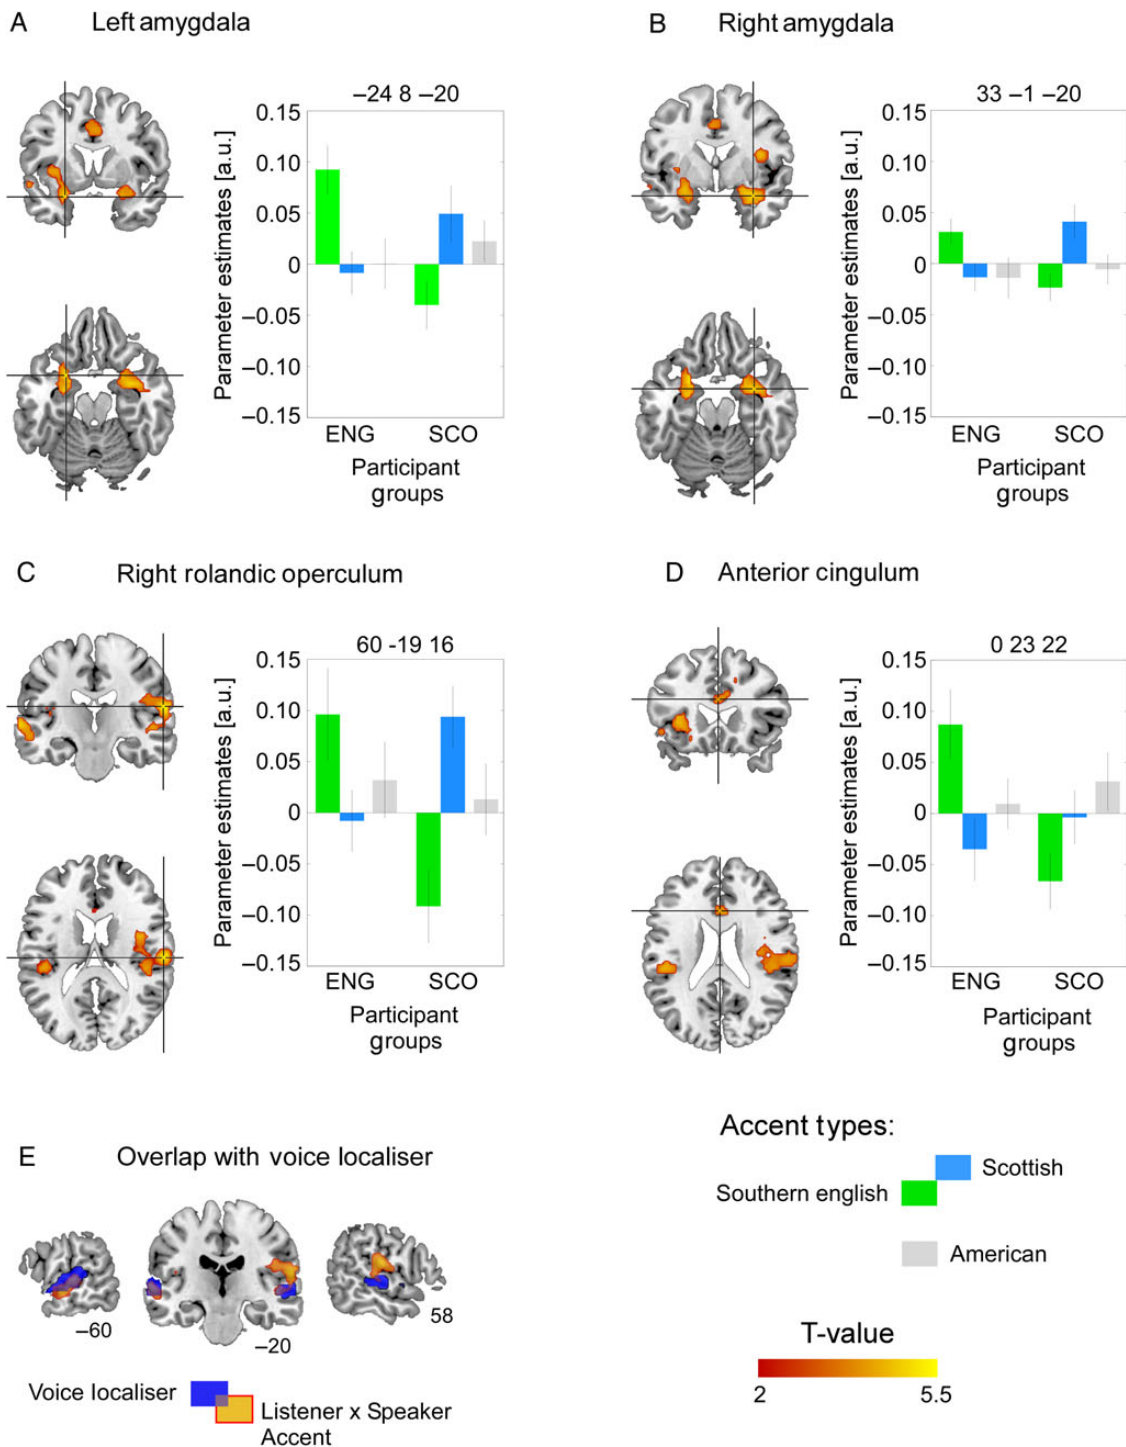 A Left amygdala
–24 8 –20
0.15
0.10
0.05
0
–0.05
–0.10
–0.15
Parameter estimates [a.u.]
ENG SCO
Participant
groups
B Right amygdala
33 –1 –20
0.15
0.10
0.05
0
–0.05
–0.10
–0.15
Parameter estimates [a.u.]
ENG SCO
Participant
groups
C Right rolandic operculum
60 -19 16
0.15
0.10
0.05
0
–0.05
–0.10
–0.15
Parameter estimates [a.u.]
ENG SCO
Participant
groups
D Anterior cingulum
0 23 22
0.15
0.10
0.05
0
–0.05
–0.10
–0.15
Parameter estimates [a.u.]
ENG SCO
Participant
groups
E Overlap with voice localiser
–60
–20
58
Voice localiser
Listener x Speaker
Accent
Accent types:
Scottish
Southern english
American
T-value
2 5.5